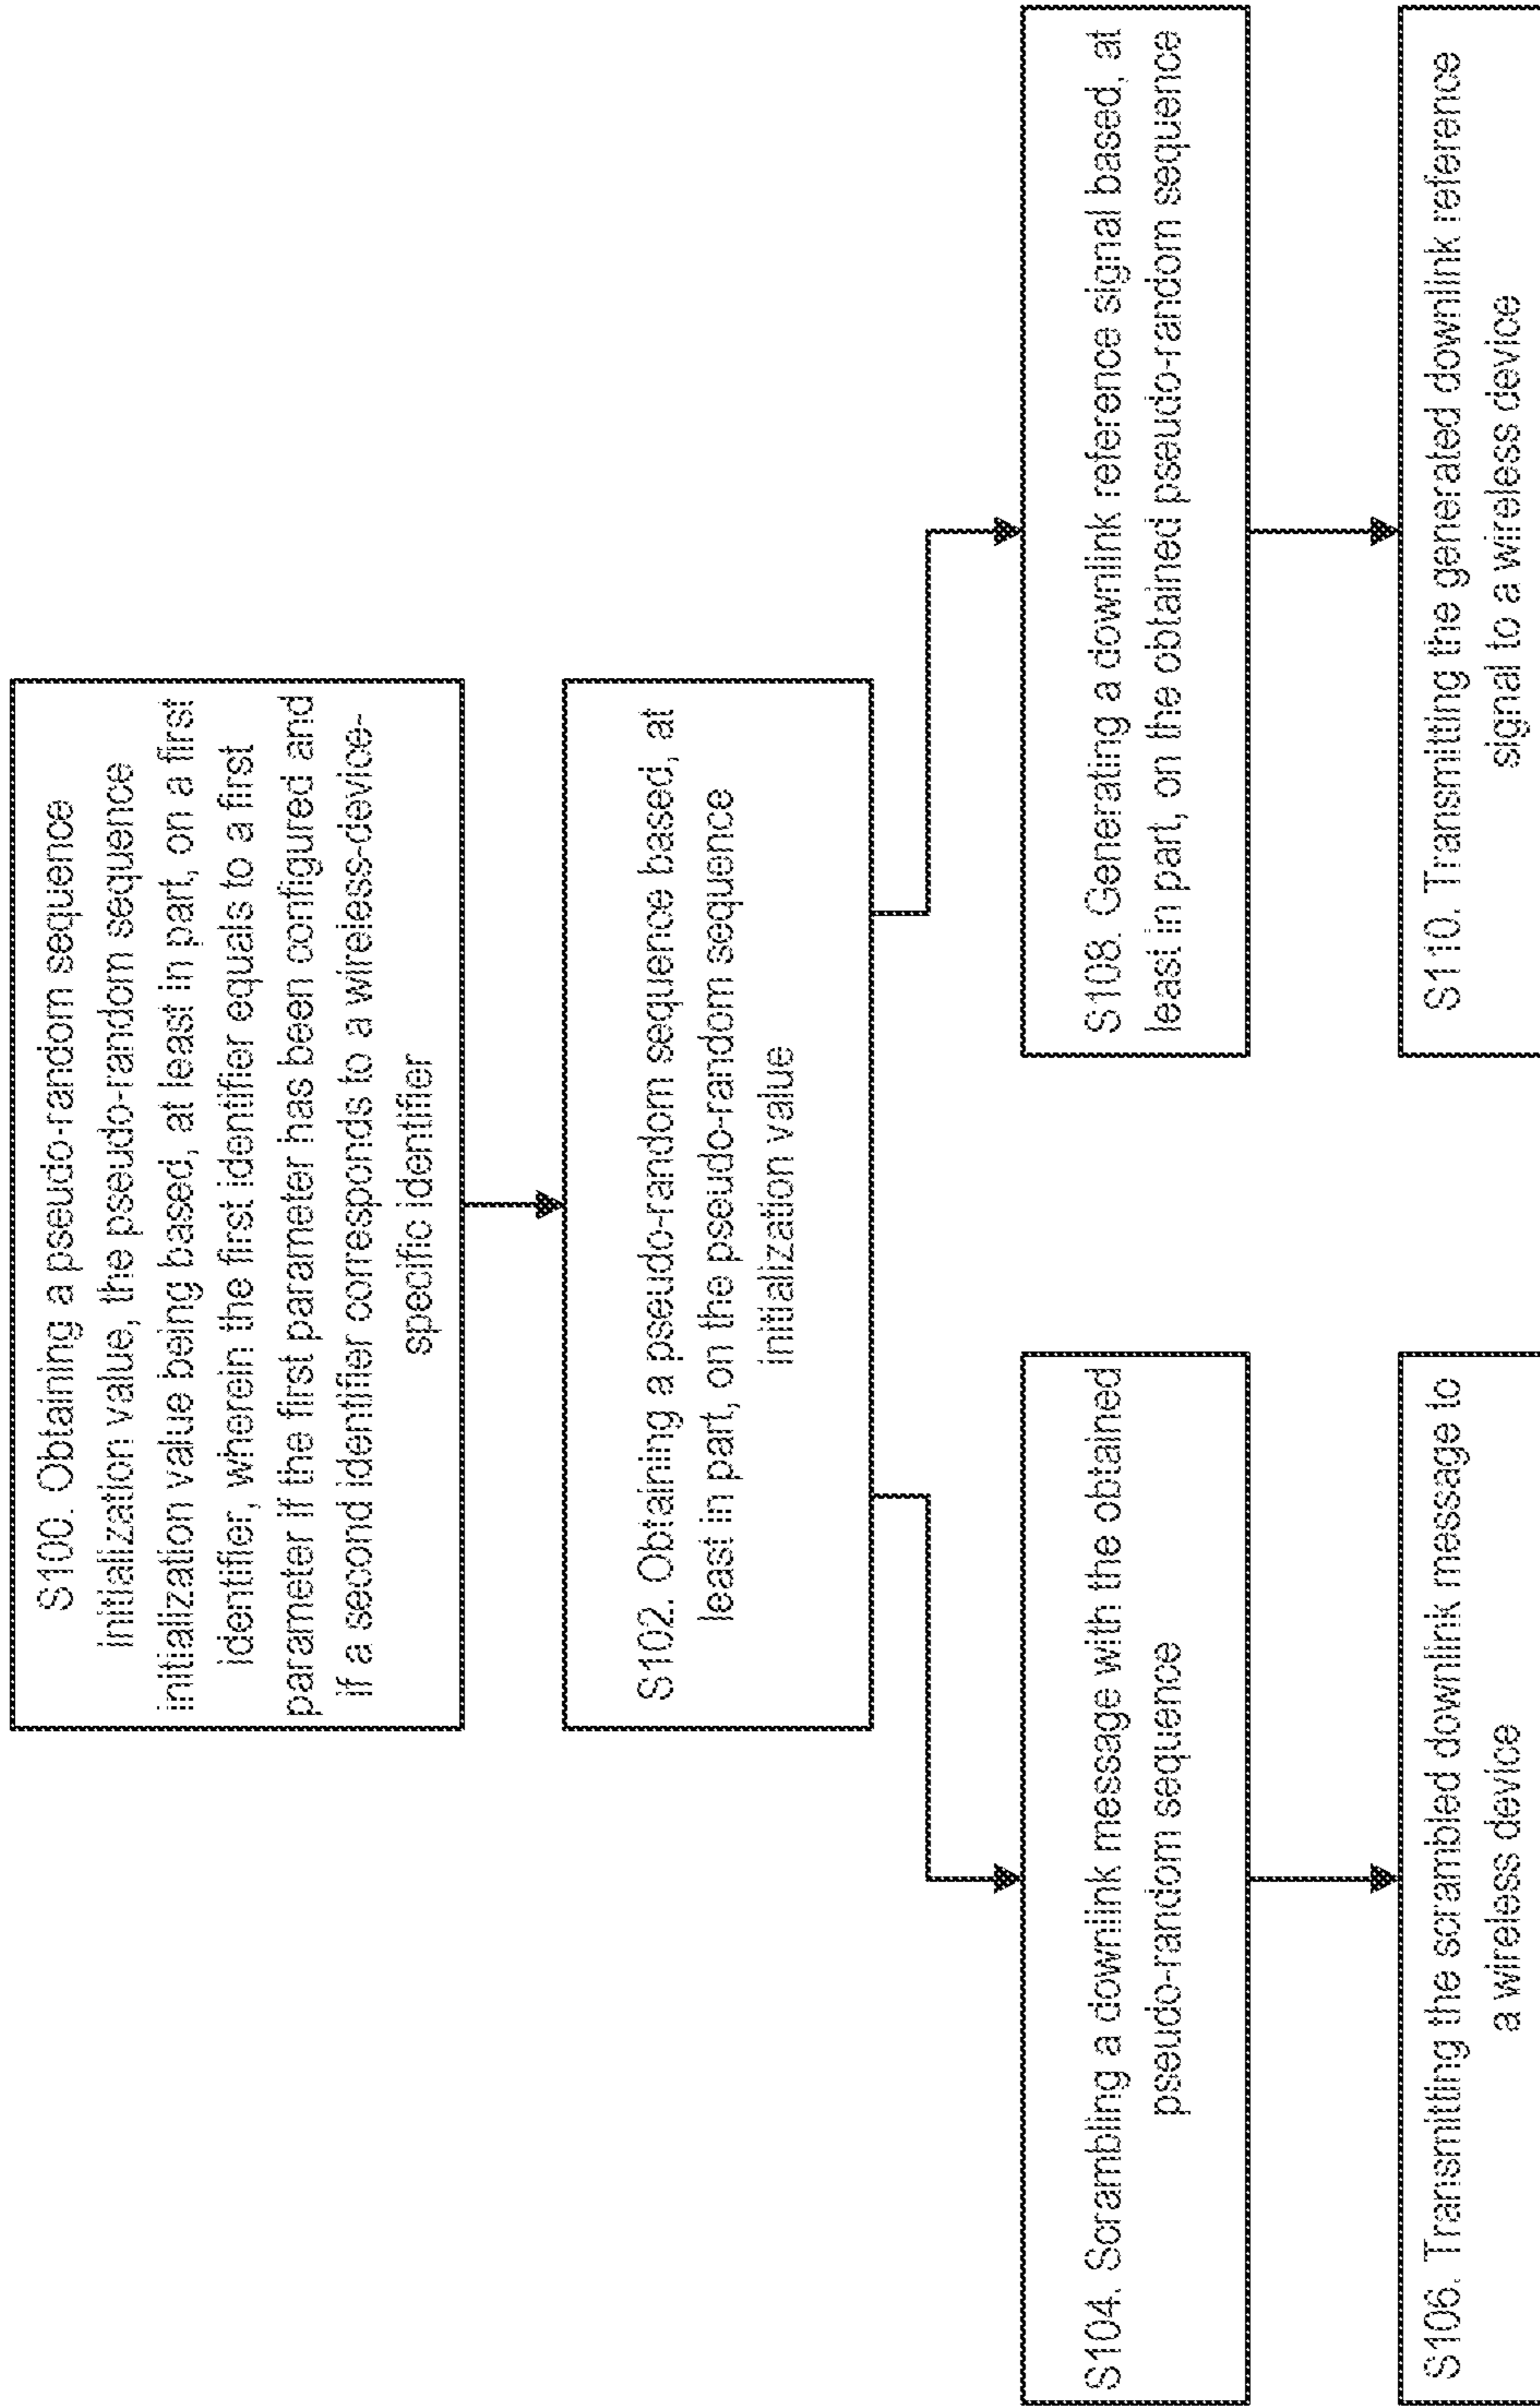 S100. Obtaining a pseudo-random sequence
initialization value, the pseudo-random sequence
initialization value being based, at least in part, on a first
identifier, wherein the first identifier equals to a first
parameter if the first parameter has been configured and
if a second identifier corresponds to a wireless-device-
specific identifier
S102. Obtaining a pseudo-random sequence based, at
least in part, on the pseudo-random sequence
initialization value
S104. Scrambling a downlink message with the obtained
pseudo-random sequence
S106. Transmitting the scrambled downlink message to
a wireless device
S108. Generating a downlink reference signal based, at
least in part, on the obtained pseudo-random sequence
S110. Transmitting the generated downlink reference
signal to a wireless device